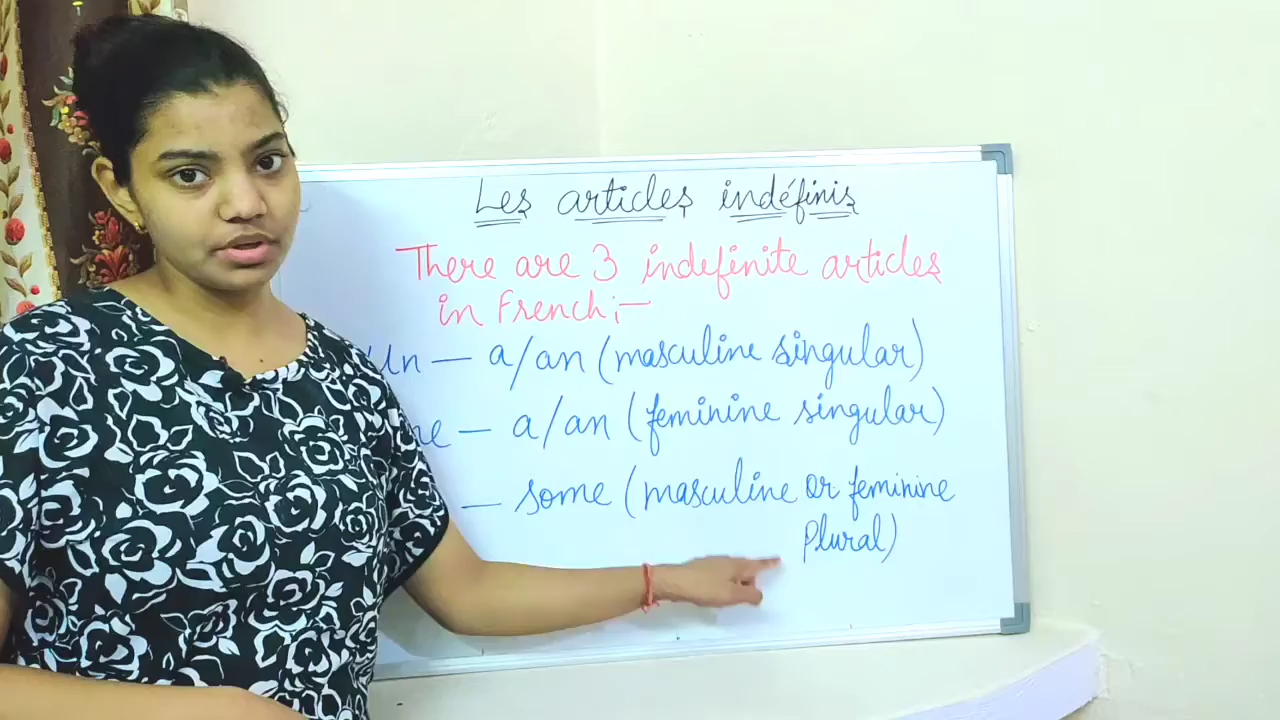 Les articles indéfinis
There are 3 indefinite articles
in French;—
Un — a/an (masculine singular)
ne — a/an (feminine singular)
— some (masculine or feminine
plural)